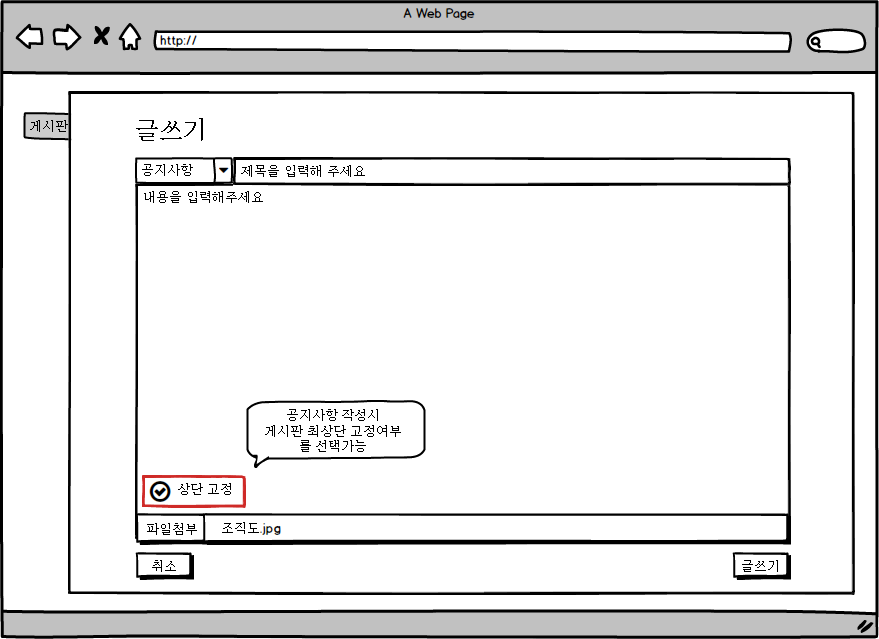 A Web Page
http://
게시판
글쓰기
공지사항
제목을 입력해 주세요
내용을 입력해주세요
공지사항 작성시
게시판 최상단 고정여부
를 선택가능
상단 고정
파일첨부
조직도.jpg
취소
글쓰기